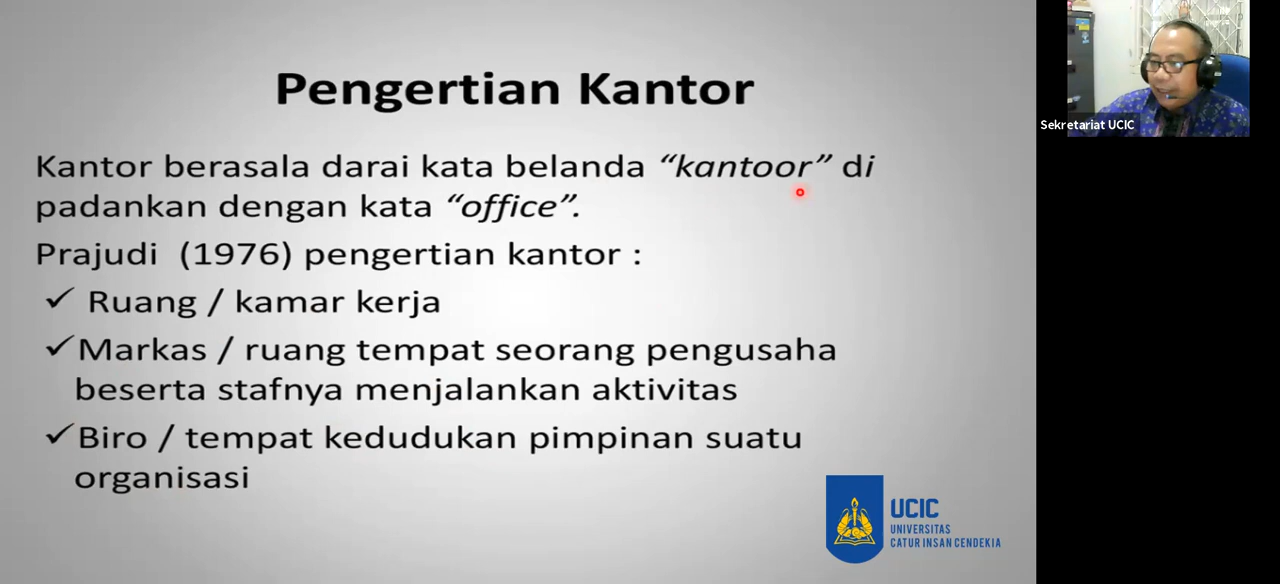 Pengertian Kantor
Kantor berasala darai kata belanda “kantoor” di
padankan dengan kata “office”.
Prajudi (1976) pengertian kantor :
✓ Ruang / kamar kerja
✓ Markas / ruang tempat seorang pengusaha
beserta stafnya menjalankan aktivitas
✓ Biro / tempat kedudukan pimpinan suatu
organisasi
UCIC
UNIVERSITAS
CATUR INSAN CENDEKIA
Sekretariat UCIC